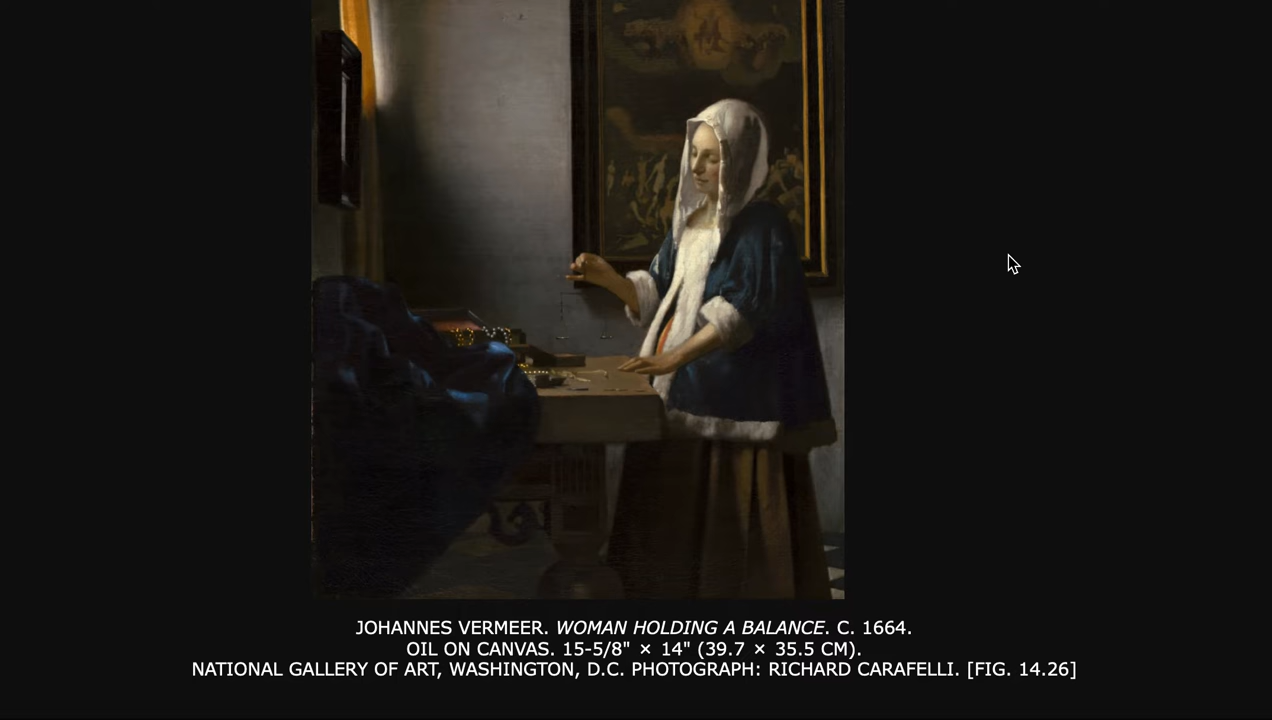 JOHANNES VERMEER. WOMAN HOLDING A BALANCE. C. 1664.
OIL ON CANVAS. 15-5/8" × 14" (39.7 × 35.5 CM).
NATIONAL GALLERY OF ART, WASHINGTON, D.C. PHOTOGRAPH: RICHARD CARAFELLI. [FIG. 14.26]